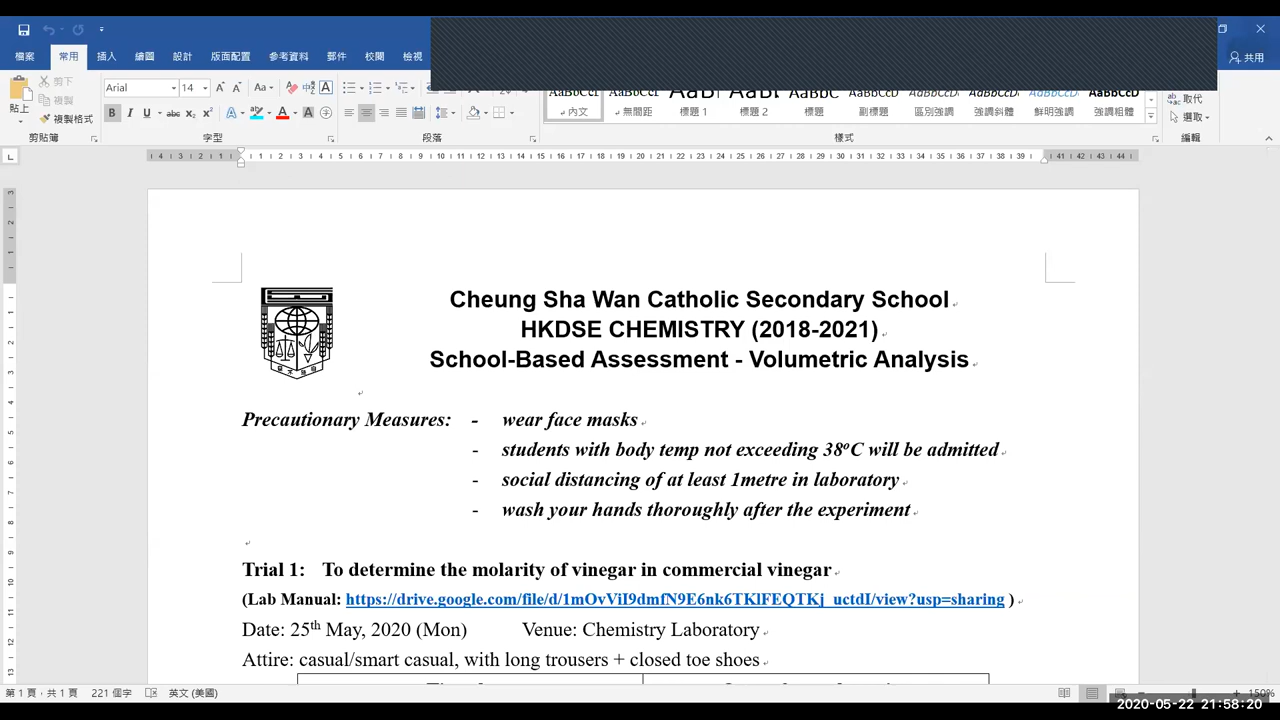 檔案 常用 插入 繪圖 設計 版面配置 參考資料 郵件 校閱 檢視 共用
貼上 剪下 複製 複製格式 剪貼簿
Arial 14 字型 段落
內文 無間距 標題 1 標題 2 標題 副標題 區別強調 強調斜體 鮮明強調 強調粗體 樣式
取代 選取 編輯
Cheung Sha Wan Catholic Secondary School
HKDSE CHEMISTRY (2018-2021)
School-Based Assessment - Volumetric Analysis
Precautionary Measures: - wear face masks
- students with body temp not exceeding 38ºC will be admitted
- social distancing of at least 1metre in laboratory
- wash your hands thoroughly after the experiment
Trial 1: To determine the molarity of vinegar in commercial vinegar
(Lab Manual: https://drive.google.com/file/d/1mOvViI9dmfN9E6nk6TKlFEQTKj_uctdI/view?usp=sharing )
Date: 25th May, 2020 (Mon) Venue: Chemistry Laboratory
Attire: casual/smart casual, with long trousers + closed toe shoes
第 1 頁，共 1 頁 221 個字 英文 (美國) 150%
2020-05-22 21:58:20